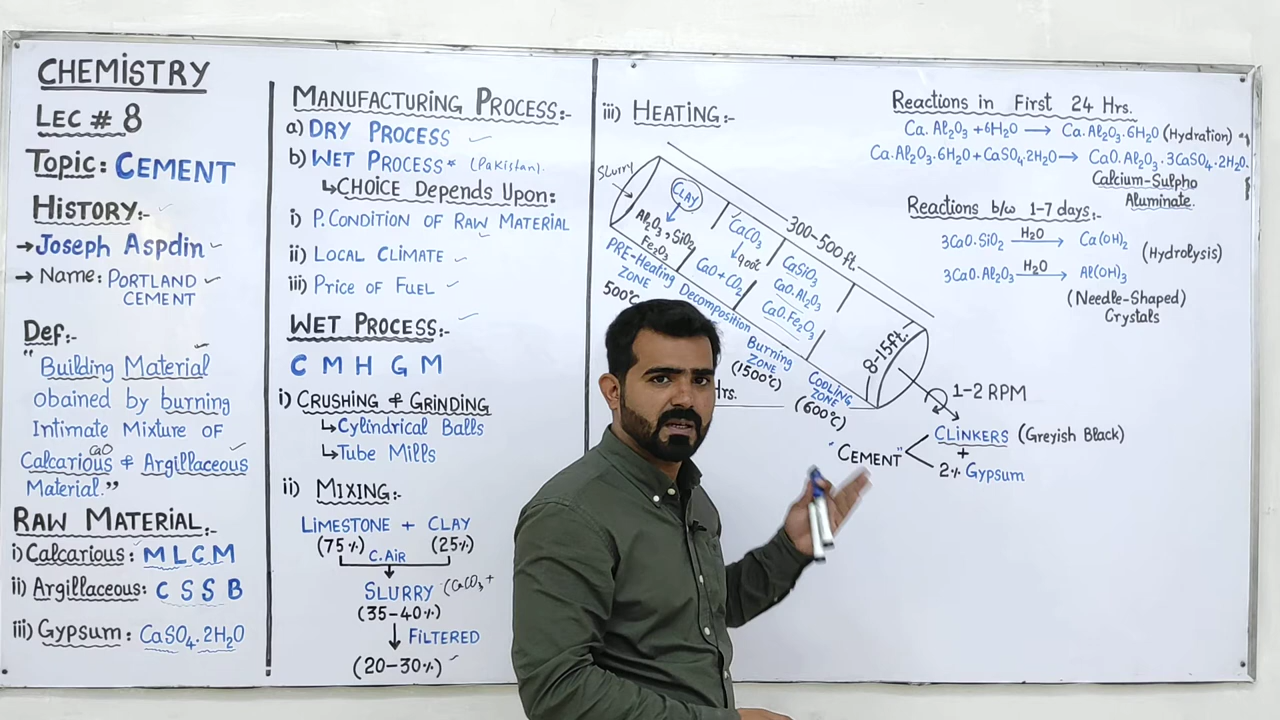 CHEMISTRY
LEC # 8
Topic: CEMENT
HISTORY:-
→Joseph Aspdin
→ Name: PORTLAND
CEMENT
Def:
"Building Material
obained by burning
Intimate Mixture of
CaO
Calcarious & Argillaceous
Material."
RAW MATERIAL:-
i) Calcarious: M L C M
ii) Argillaceous: C S S B
iii) Gypsum: CaSO₄.2H₂O
MANUFACTURING PROCESS:-
a) DRY PROCESS
b) WET PROCESS* (Pakistan).
↳CHOICE Depends Upon:
i) P. CONDITION OF RAW MATERIAL
ii) LOCAL CLIMATE
iii) PRICE OF FUEL
WET PROCESS:-
C M H G M
i) CRUSHING & GRINDING
↳Cylindrical Balls
↳Tube Mills
ii) MIXING:-
LIMESTONE + CLAY
(75%) (25%)
C.AIR
SLURRY (CaCO₃+
(35-40%)
↓ FILTERED
(20-30%)
iii) HEATING:-
SLURRY
CLAY
Al₂O₃, SiO₂
Fe₂O₃
PRE-Heating
ZONE
500°C
CaCO₃
↓900°C
CaO + CO₂
Decomposition
300-500 ft.
CaSiO₃
CaO.Al₂O₃
CaO.Fe₂O₃
Burning
ZONE
(1500°C)
COOLING
ZONE
(600°C)
8-15ft.
Hrs.
1-2 RPM
"CEMENT"
CLINKERS (Greyish Black)
+
2% Gypsum
Reactions in First 24 Hrs.
Ca.Al₂O₃ +6H₂O → Ca.Al₂O₃.6H₂O (Hydration)
Ca.Al₂O₃.6H₂O + CaSO₄.2H₂O → CaO.Al₂O₃.3CaSO₄.2H₂O.
Calcium-Sulpho
Aluminate.
Reactions b/w 1-7 days:-
3CaO.SiO₂ H₂O→ Ca(OH)₂ (Hydrolysis)
3CaO.Al₂O₃ H₂O→ Al(OH)₃
(Needle-Shaped)
Crystals